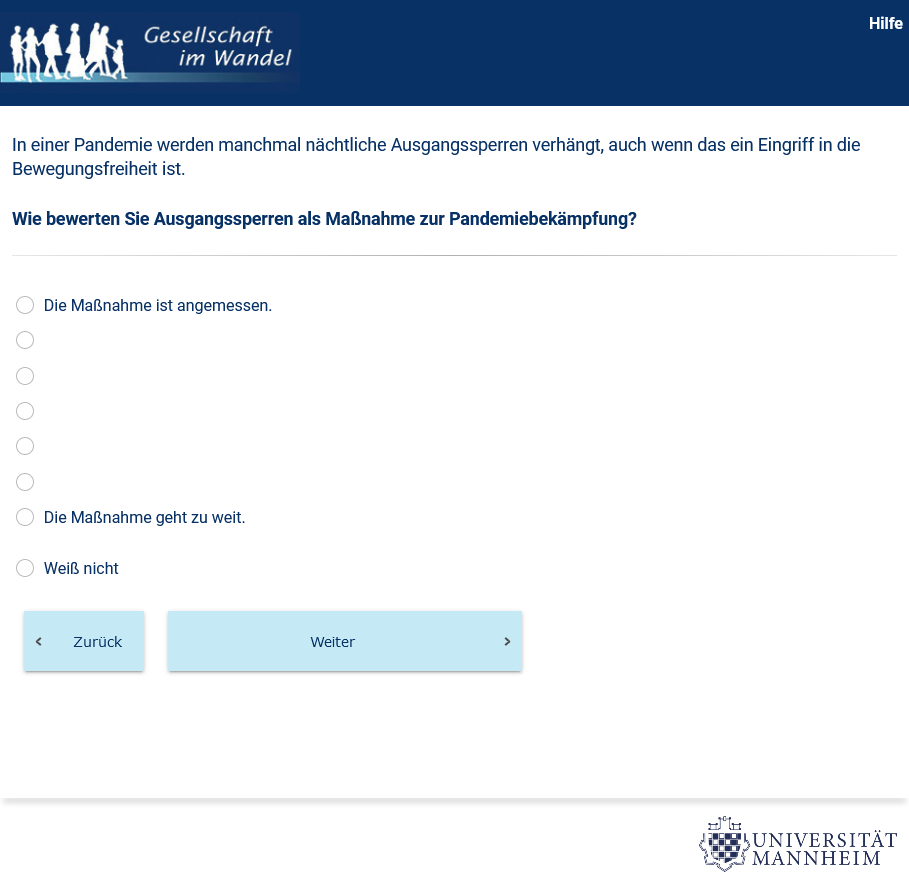 Gesellschaft
im Wandel
Hilfe
In einer Pandemie werden manchmal nächtliche Ausgangssperren verhängt, auch wenn das ein Eingriff in die
Bewegungsfreiheit ist.
Wie bewerten Sie Ausgangssperren als Maßnahme zur Pandemiebekämpfung?
Die Maßnahme ist angemessen.
Die Maßnahme geht zu weit.
Weiß nicht
Zurück
Weiter
UNIVERSITÄT
MANNHEIM